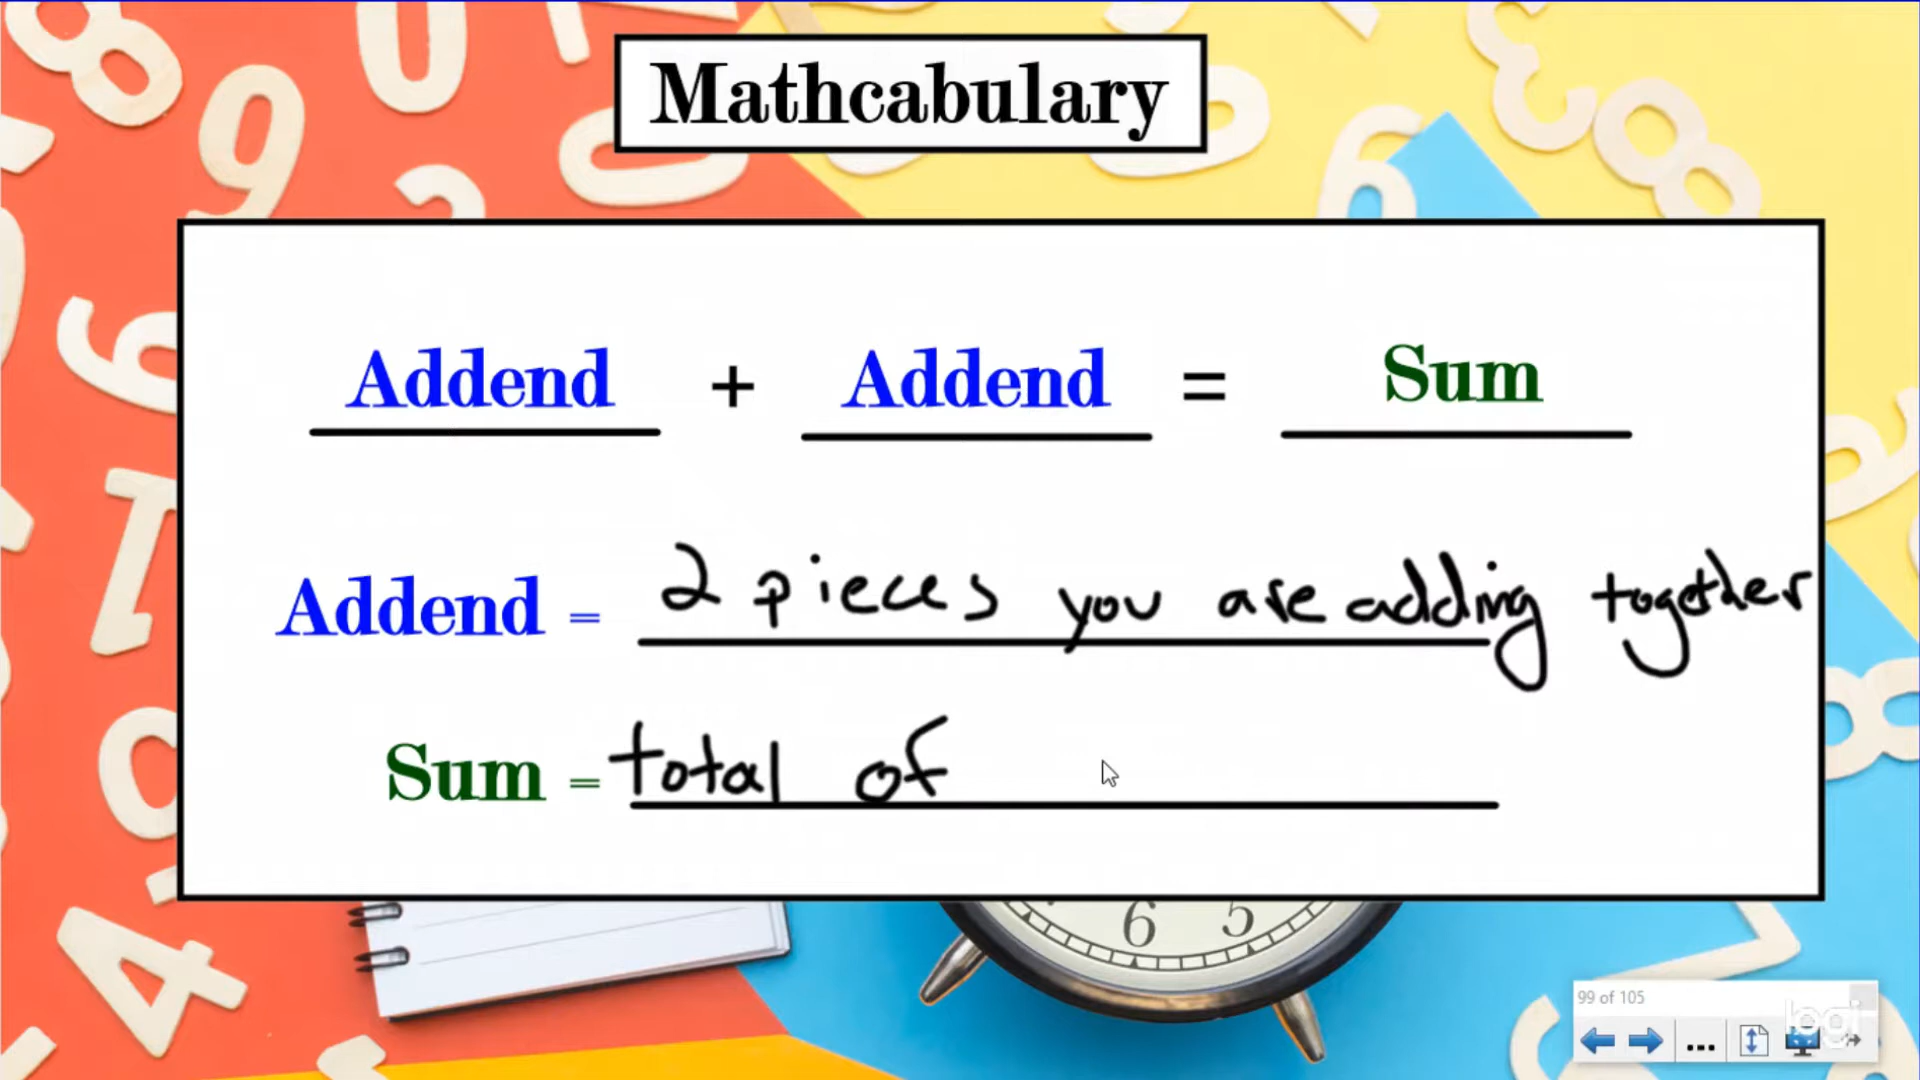 Mathcabulary
Addend + Addend = Sum
Addend = 2 pieces you are adding together
Sum = total of
6 5
99 of 105
...
logi